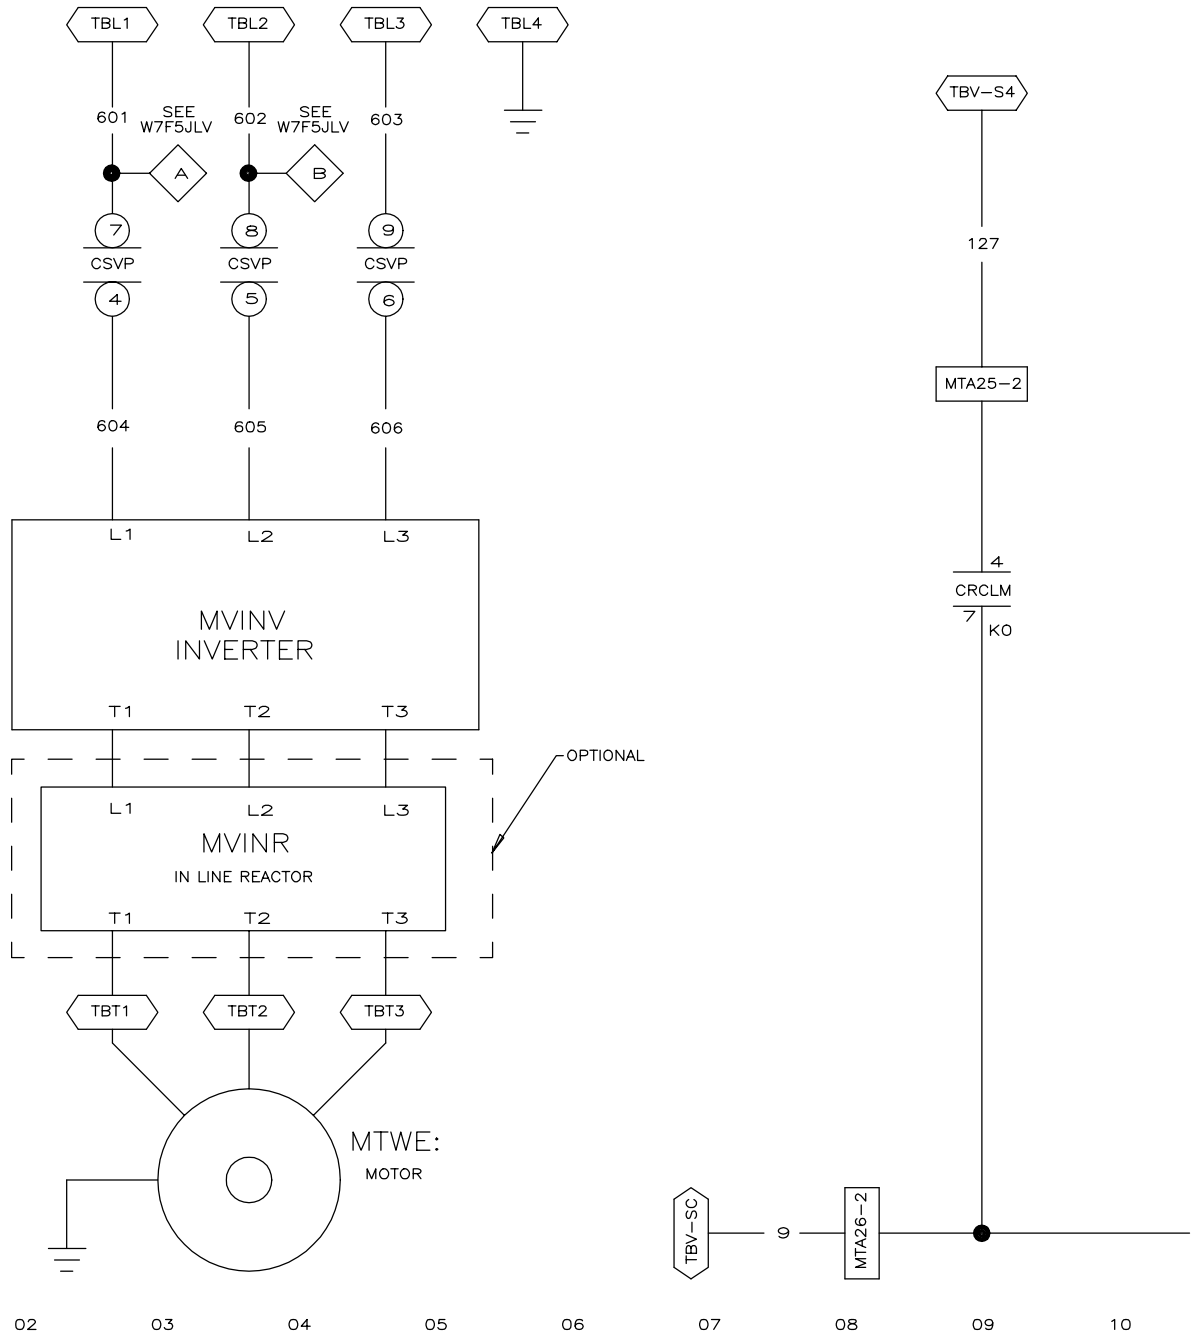 TBL1 TBL2 TBL3 TBL4
TBV-S4
SEE SEE
W7F5JLV W7F5JLV
601 602 603
A B
7 8 9
127
CSVP CSVP CSVP
4 5 6
MTA25-2
604 605 606
L1 L2 L3
4
CRCLM
7
K0
MVINV
INVERTER
T1 T2 T3
OPTIONAL
L1 L2 L3
MVINR
IN LINE REACTOR
T1 T2 T3
TBT1 TBT2 TBT3
MTWE:
MOTOR
TBV-SC 9 MTA26-2
02 03 04 05 06 07 08 09 10